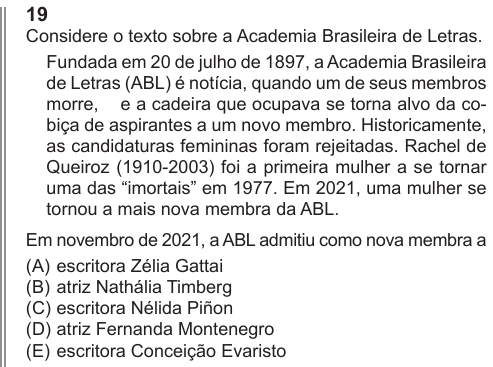 19
Considere o texto sobre a Academia Brasileira de Letras.
Fundada em 20 de julho de 1897, a Academia Brasileira
de Letras (ABL) é notícia, quando um de seus membros
morre, e a cadeira que ocupava se torna alvo da co-
biça de aspirantes a um novo membro. Historicamente,
as candidaturas femininas foram rejeitadas. Rachel de
Queiroz (1910-2003) foi a primeira mulher a se tornar
uma das “imortais” em 1977. Em 2021, uma mulher se
tornou a mais nova membra da ABL.
Em novembro de 2021, a ABL admitiu como nova membra a
(A) escritora Zélia Gattai
(B) atriz Nathália Timberg
(C) escritora Nélida Piñon
(D) atriz Fernanda Montenegro
(E) escritora Conceição Evaristo